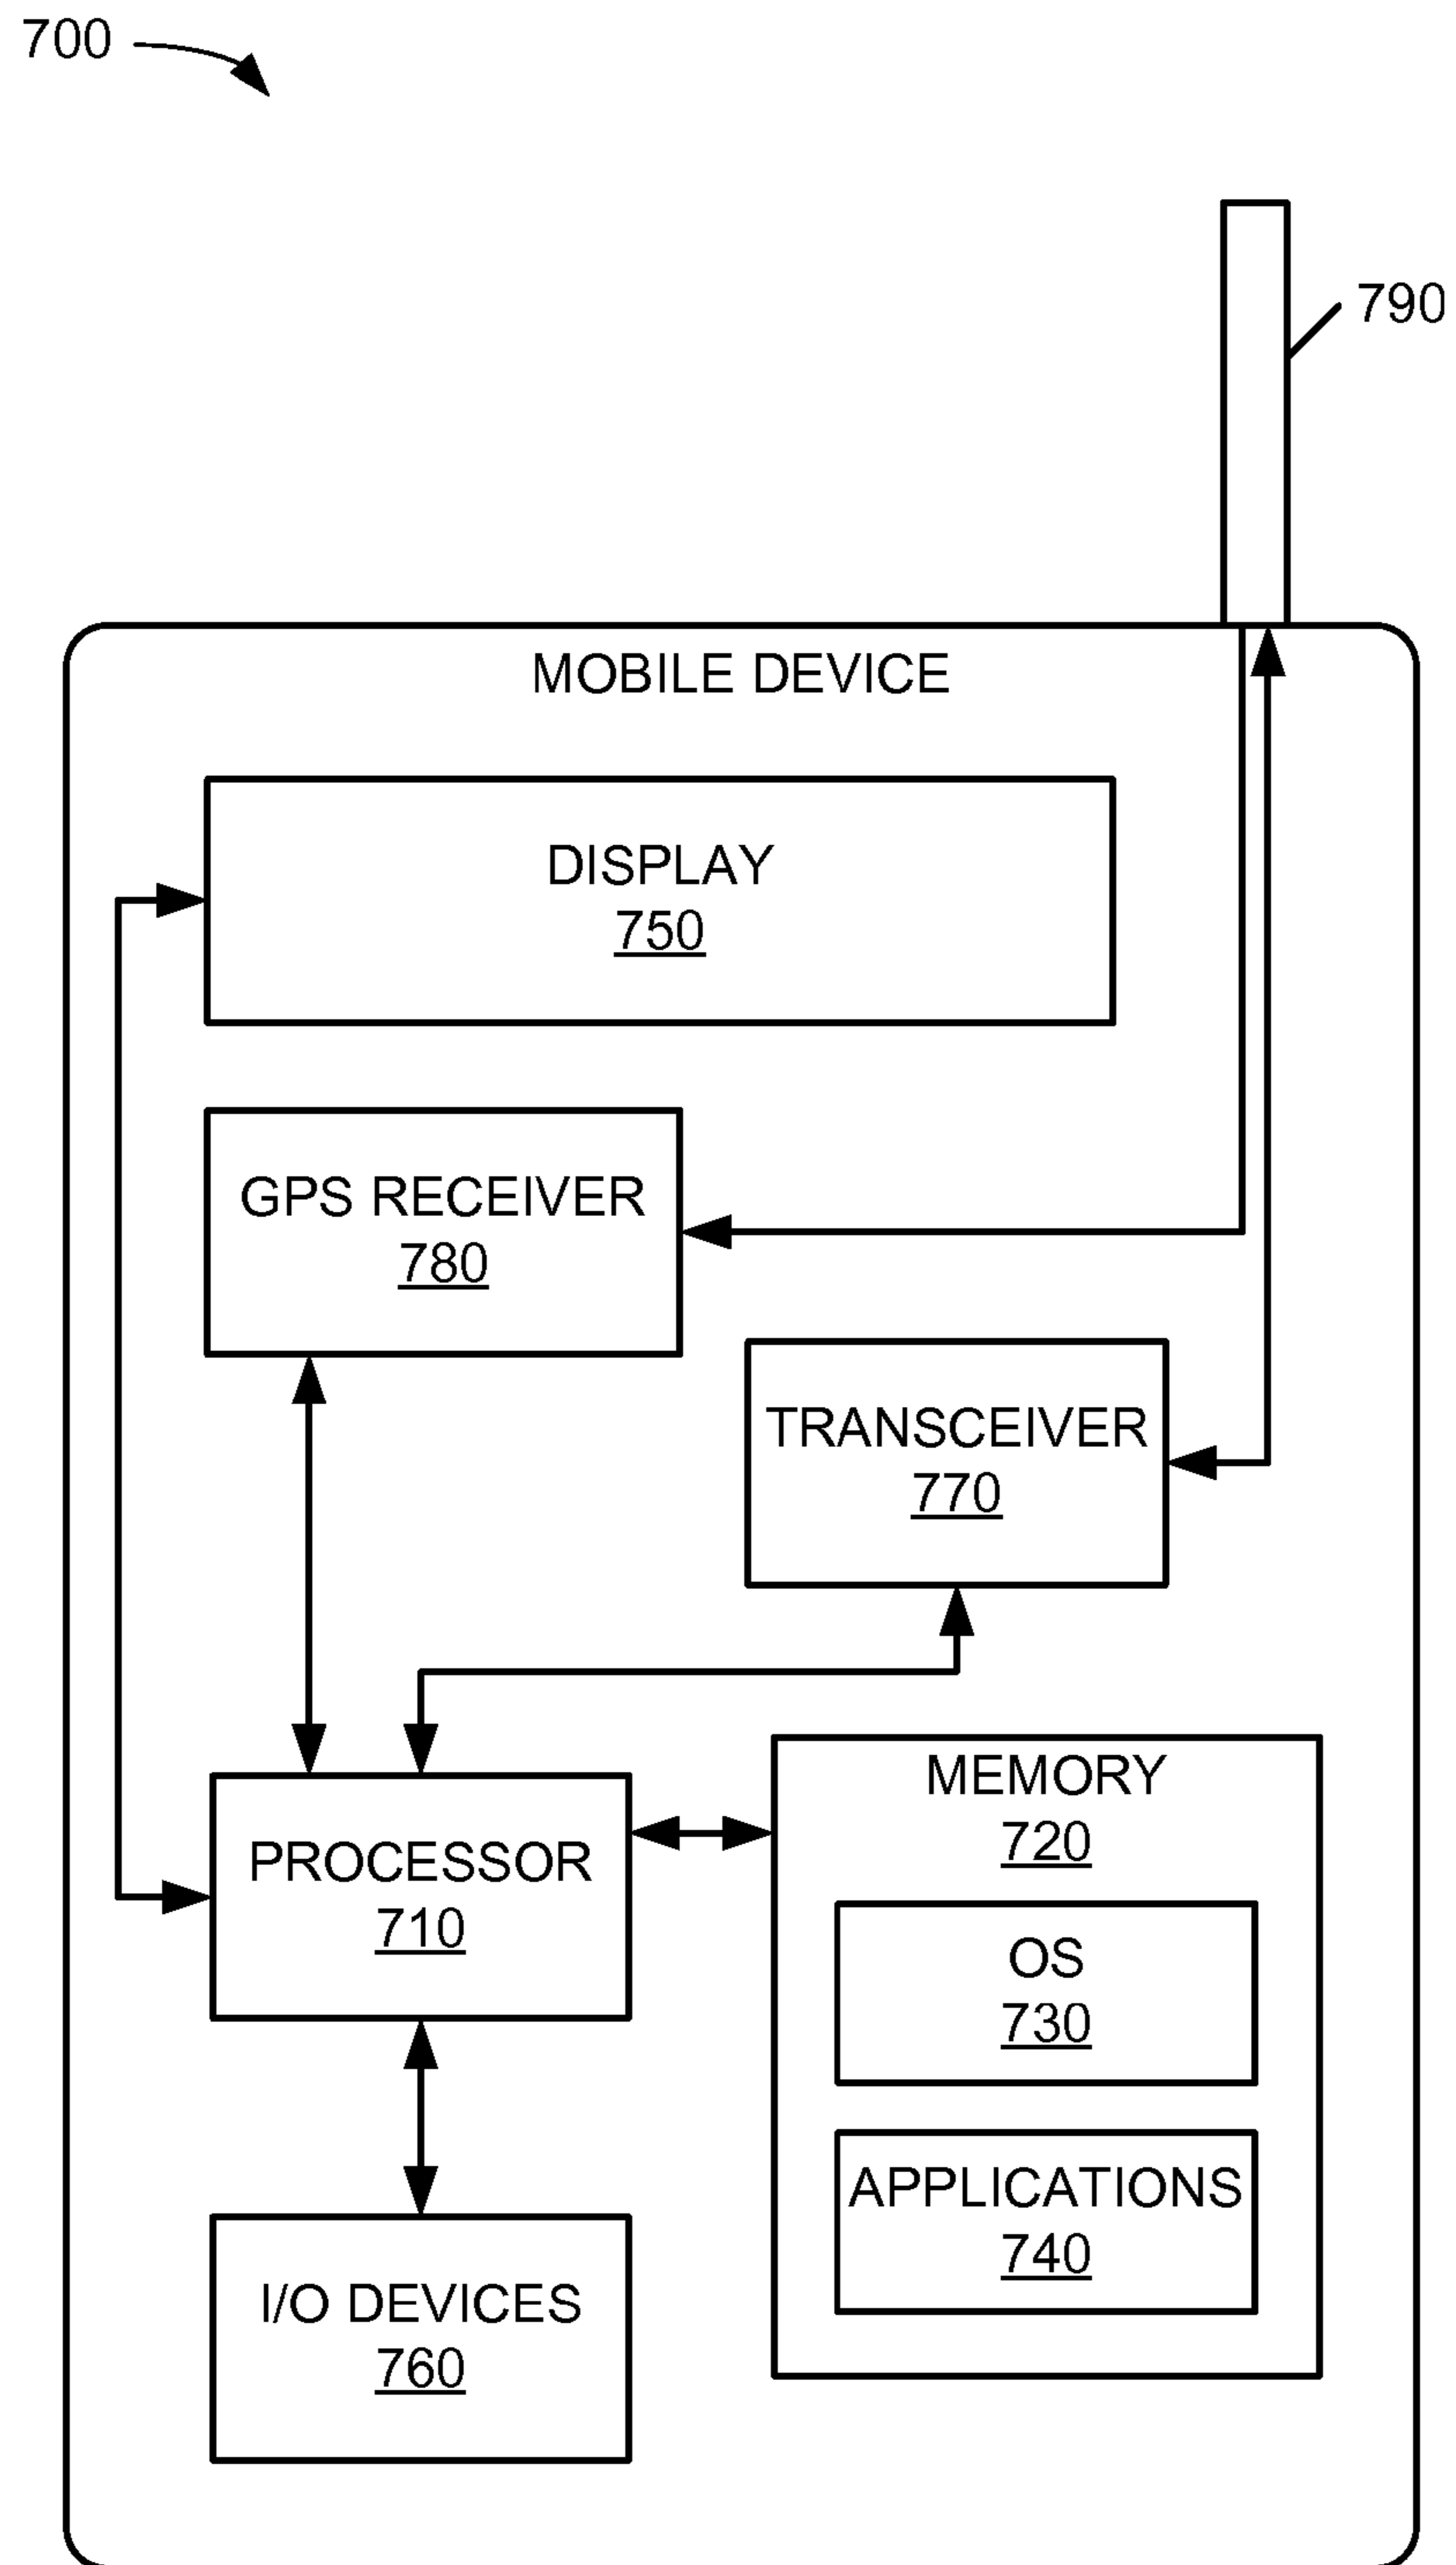 700
790
MOBILE DEVICE
DISPLAY
750
GPS RECEIVER
780
TRANSCEIVER
770
MEMORY
720
PROCESSOR
710
OS
730
APPLICATIONS
740
I/O DEVICES
760